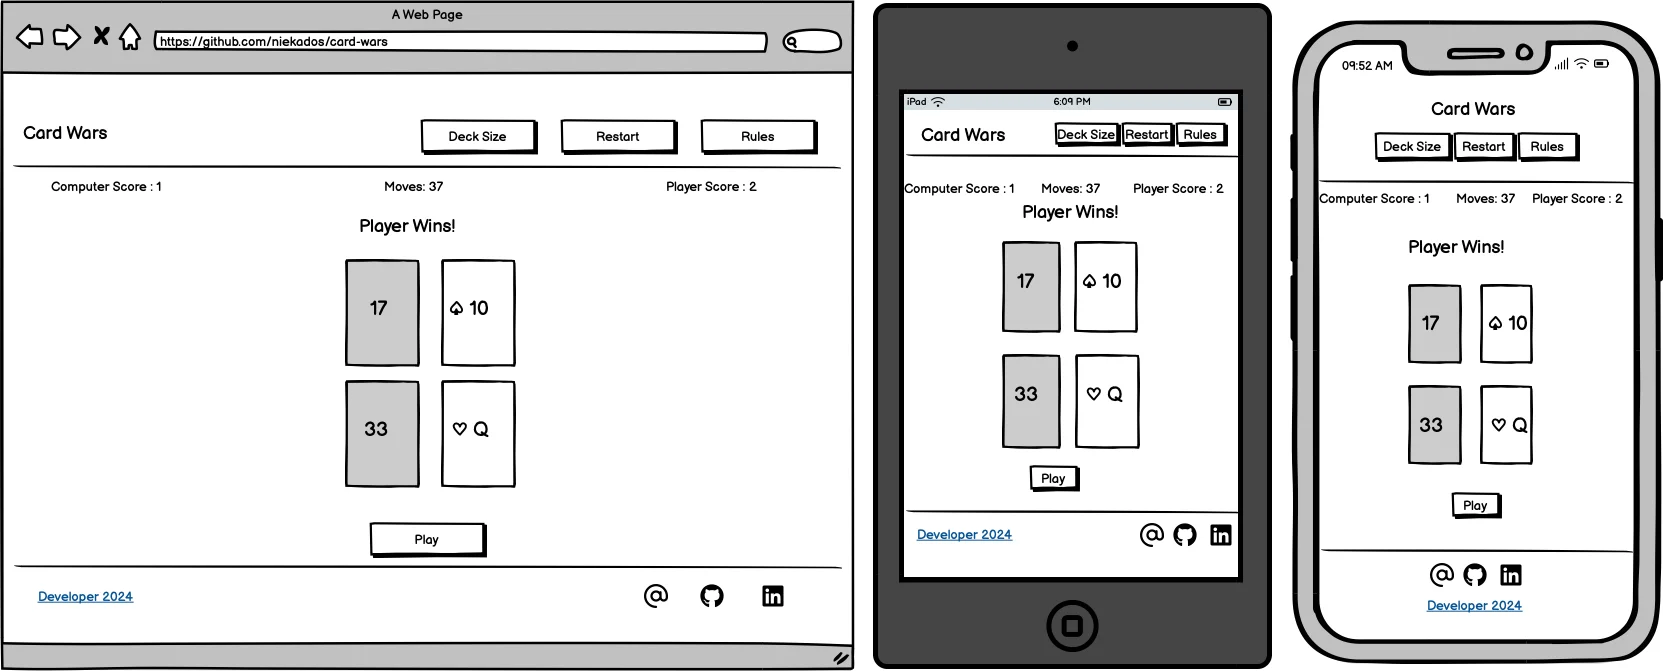 A Web Page
https://github.com/niekados/card-wars
Card Wars
Deck Size
Restart
Rules
Computer Score : 1
Moves: 37
Player Score : 2
Player Wins!
17
♤ 10
33
♡ Q
Play
Developer 2024
@
in
iPad
6:09 PM
Card Wars
Deck Size
Restart
Rules
Computer Score : 1
Moves: 37
Player Score : 2
Player Wins!
17
♤ 10
33
♡ Q
Play
Developer 2024
@
in
09:52 AM
Card Wars
Deck Size
Restart
Rules
Computer Score : 1
Moves: 37
Player Score : 2
Player Wins!
17
♤ 10
33
♡ Q
Play
@
in
Developer 2024